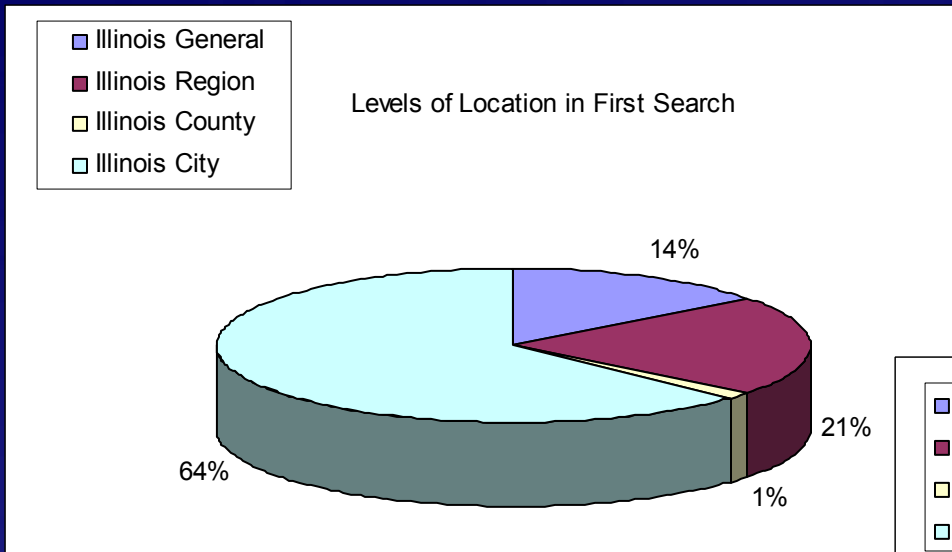 Illinois General
Illinois Region
Illinois County
Illinois City
Levels of Location in First Search
14%
21%
1%
64%